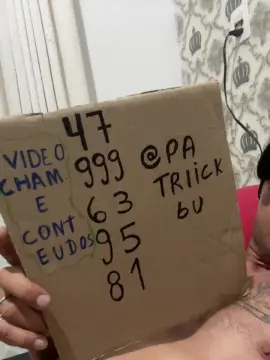 47
VIDEO
CHAM
E
CONT
EUDOS
999
63
95
81
@PA
TRIICK
6U